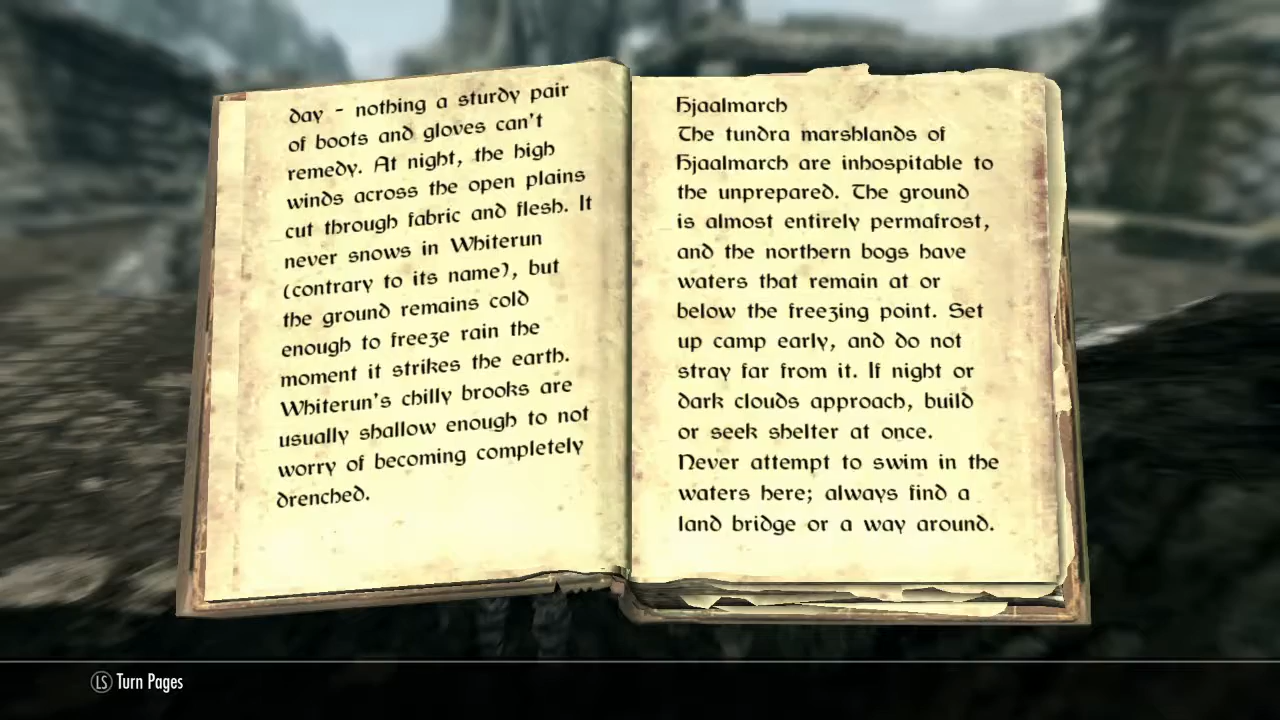 day - nothing a sturdy pair
of boots and gloves can't
remedy. At night, the high
winds across the open plains
cut through fabric and flesh. It
never snows in Whiterun
(contrary to its name), but
the ground remains cold
enough to freeze rain the
moment it strikes the earth.
Whiterun's chilly brooks are
usually shallow enough to not
worry of becoming completely
drenched.
Hjaalmarch
The tundra marshlands of
Hjaalmarch are inhospitable to
the unprepared. The ground
is almost entirely permafrost,
and the northern bogs have
waters that remain at or
below the freezing point. Set
up camp early, and do not
stray far from it. If night or
dark clouds approach, build
or seek shelter at once.
Never attempt to swim in the
waters here; always find a
land bridge or a way around.
LS Turn Pages